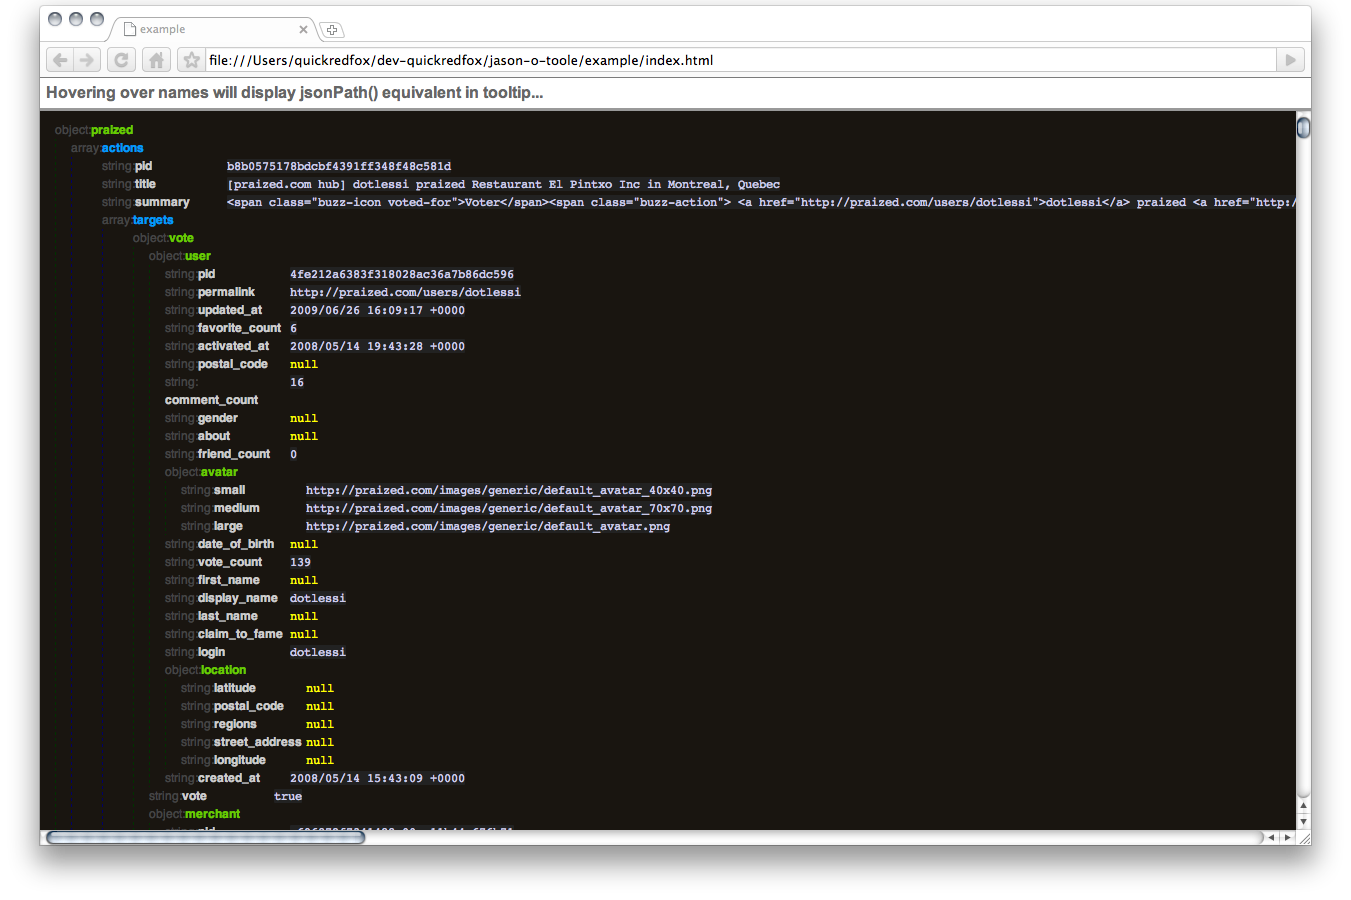 example
file:///Users/quickredfox/dev-quickredfox/jason-o-toole/example/index.html
Hovering over names will display jsonPath() equivalent in tooltip...
object:praized
array:actions
string:pid b8b0575178bdcbf4391ff348f48c581d
string:title [praized.com hub] dotlessi praized Restaurant El Pintxo Inc in Montreal, Quebec
string:summary <span class="buzz-icon voted-for">Voter</span><span class="buzz-action"> <a href="http://praized.com/users/dotlessi">dotlessi</a> praized <a href="http:/
array:targets
object:vote
object:user
string:pid 4fe212a6383f318028ac36a7b86dc596
string:permalink http://praized.com/users/dotlessi
string:updated_at 2009/06/26 16:09:17 +0000
string:favorite_count 6
string:activated_at 2008/05/14 19:43:28 +0000
string:postal_code null
string: 16
comment_count
string:gender null
string:about null
string:friend_count 0
object:avatar
string:small http://praized.com/images/generic/default_avatar_40x40.png
string:medium http://praized.com/images/generic/default_avatar_70x70.png
string:large http://praized.com/images/generic/default_avatar.png
string:date_of_birth null
string:vote_count 139
string:first_name null
string:display_name dotlessi
string:last_name null
string:claim_to_fame null
string:login dotlessi
object:location
string:latitude null
string:postal_code null
string:regions null
string:street_address null
string:longitude null
string:created_at 2008/05/14 15:43:09 +0000
string:vote true
object:merchant
string:pid